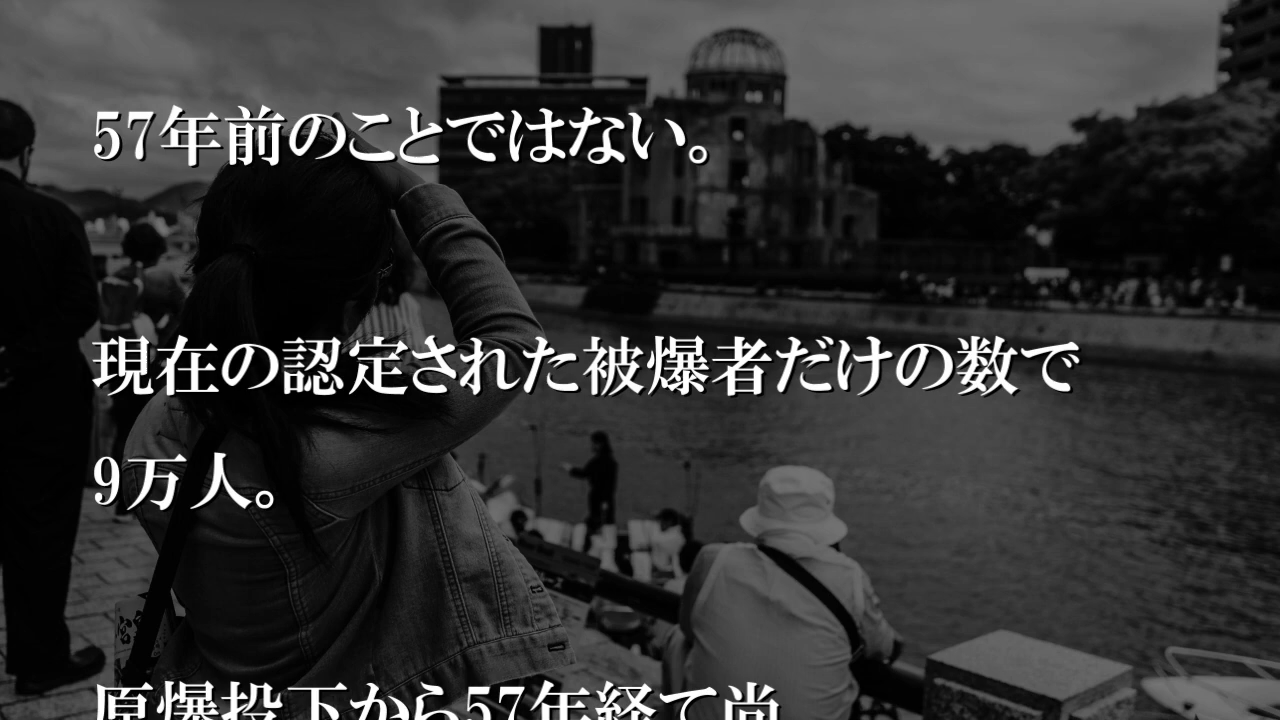 57年前のことではない。
現在の認定された被爆者だけの数で
9万人。
原爆投下から57年経て尚